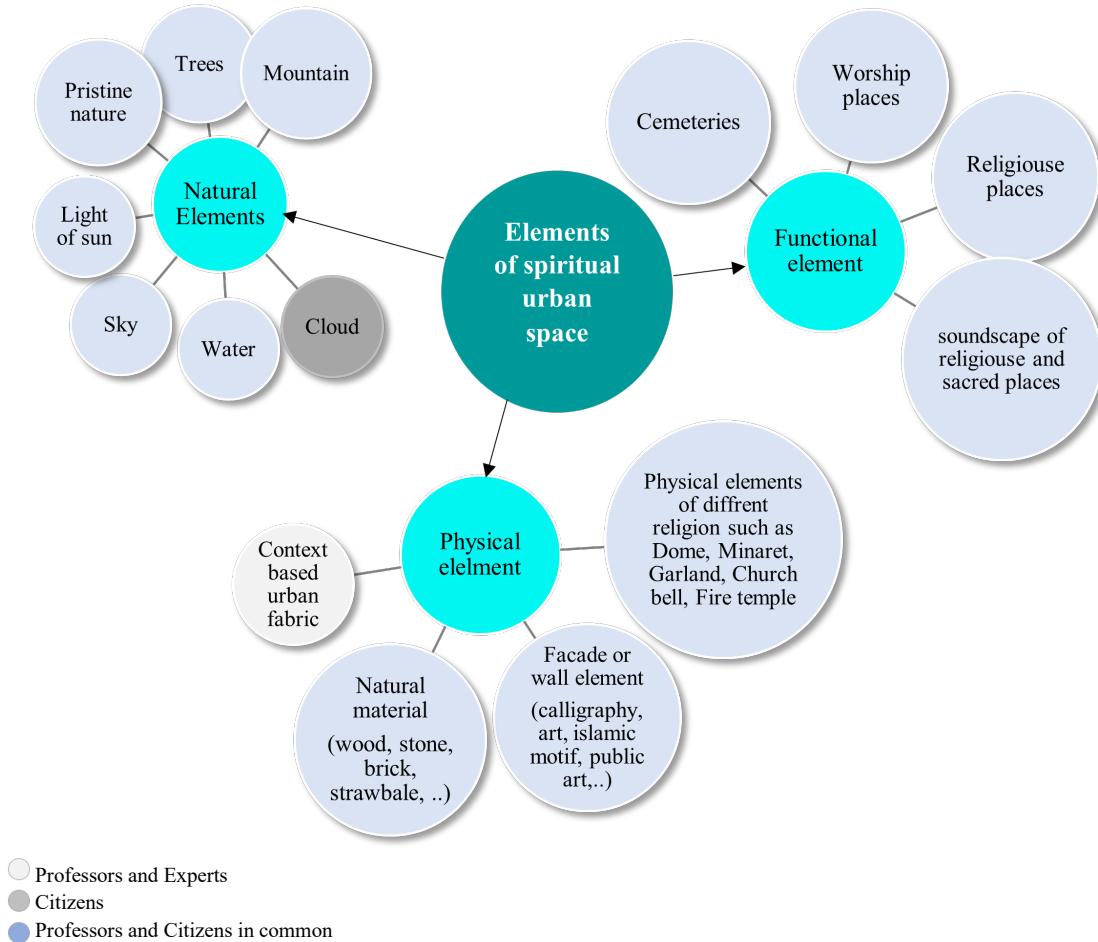 Trees
Mountain
Pristine
nature
Natural
Elements
Light
of sun
Sky
Water
Cloud
Elements
of spiritual
urban
space
Cemeteries
Worship
places
Religiouse
places
Functional
element
soundscape of
religiouse and
sacred places
Physical
elelment
Context
based
urban
fabric
Natural
material
(wood, stone,
brick,
strawbale, ..)
Facade or
wall element
(calligraphy,
art, islamic
motif, public
art,..)
Physical elements
of diffrent
religion such as
Dome, Minaret,
Garland, Church
bell, Fire temple
Professors and Experts
Citizens
Professors and Citizens in common